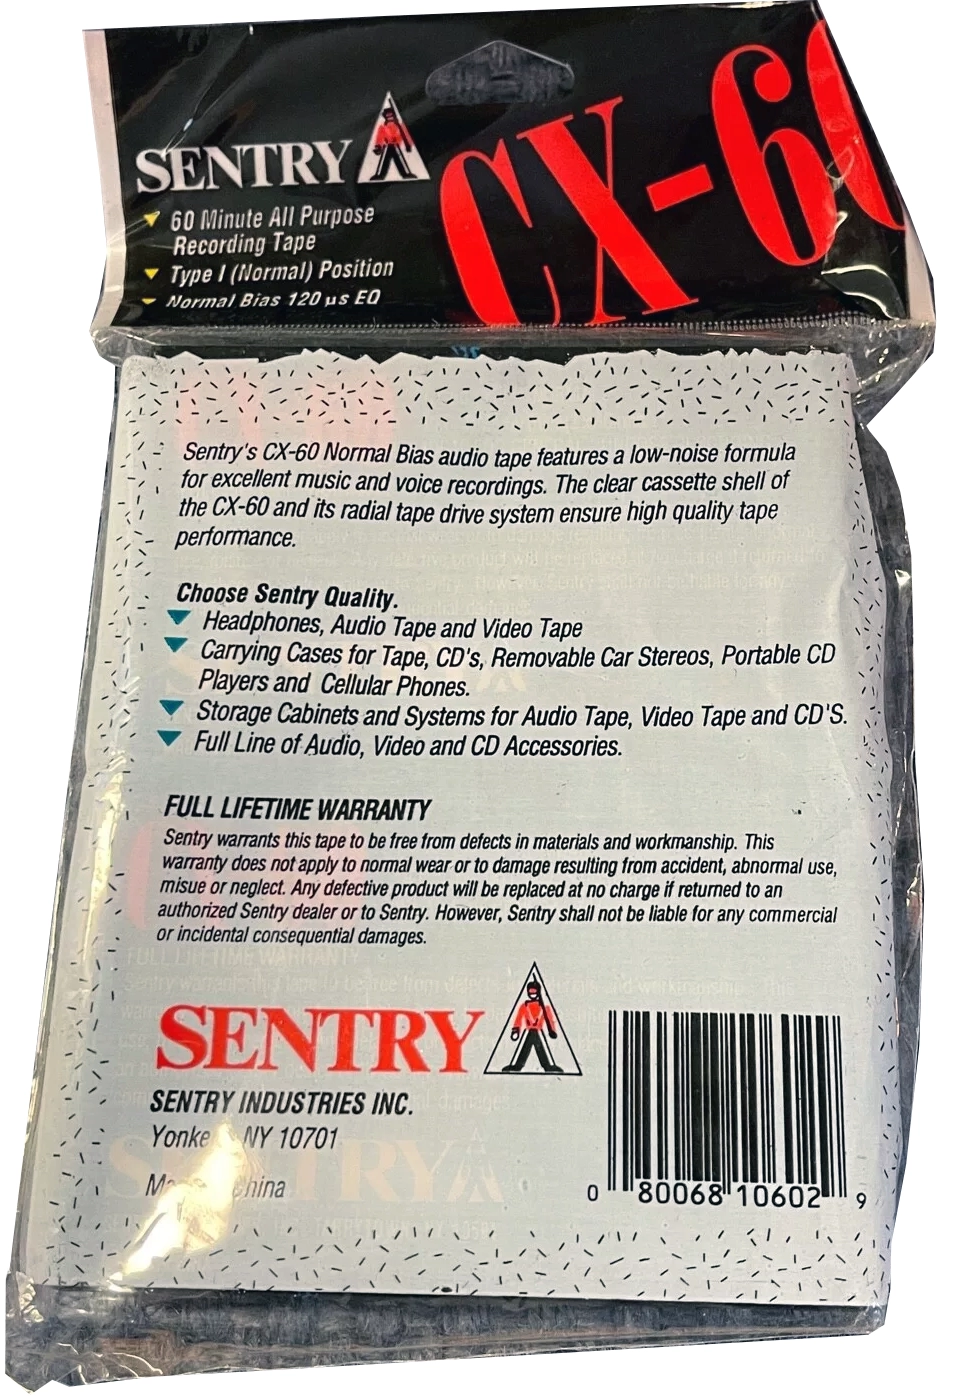 SENTRY
CX-60
60 Minute All Purpose
Recording Tape
Type I (Normal) Position
Normal Bias 120 µs EQ
Sentry's CX-60 Normal Bias audio tape features a low-noise formula
for excellent music and voice recordings. The clear cassette shell of
the CX-60 and its radial tape drive system ensure high quality tape
performance.
Choose Sentry Quality.
Headphones, Audio Tape and Video Tape
Carrying Cases for Tape, CD's, Removable Car Stereos, Portable CD
Players and Cellular Phones.
Storage Cabinets and Systems for Audio Tape, Video Tape and CD'S.
Full Line of Audio, Video and CD Accessories.
FULL LIFETIME WARRANTY
Sentry warrants this tape to be free from defects in materials and workmanship. This
warranty does not apply to normal wear or to damage resulting from accident, abnormal use,
misue or neglect. Any defective product will be replaced at no charge if returned to an
authorized Sentry dealer or to Sentry. However, Sentry shall not be liable for any commercial
or incidental consequential damages.
SENTRY
SENTRY INDUSTRIES INC.
NY 10701
0 80068 10602 9